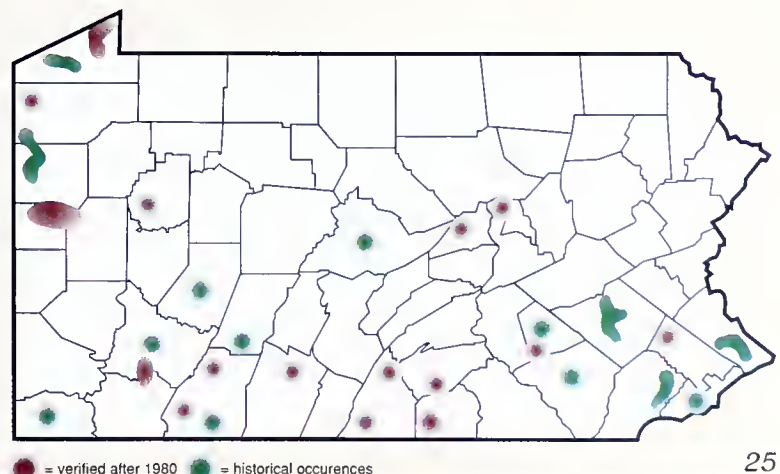 = verified after 1980 = historical occurences
25